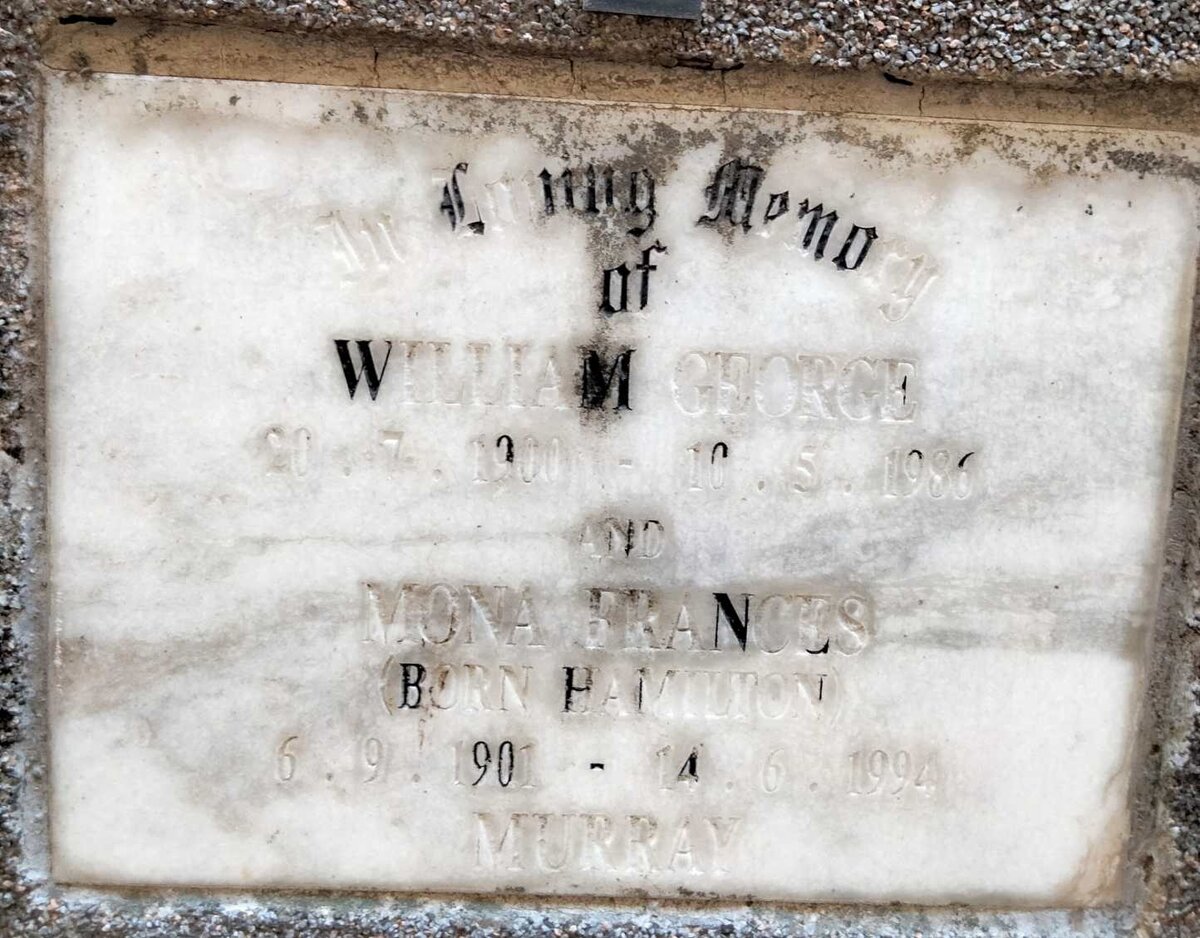 In Loving Memory
of
WILLIAM GEORGE
20 . 7 . 1900 - 10 . 5 . 1986
AND
MONA FRANCES
(BORN HAMILTON)
6 . 9 . 1901 - 14 . 6 . 1994
MURRAY